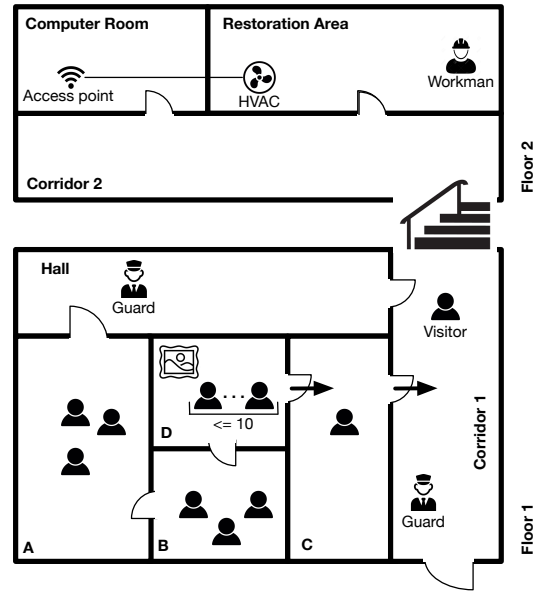 Computer Room
Restoration Area
Access point
HVAC
Workman
Corridor 2
Floor 2
Hall
Guard
Visitor
D
<= 10
Corridor 1
Guard
A
B
C
Floor 1